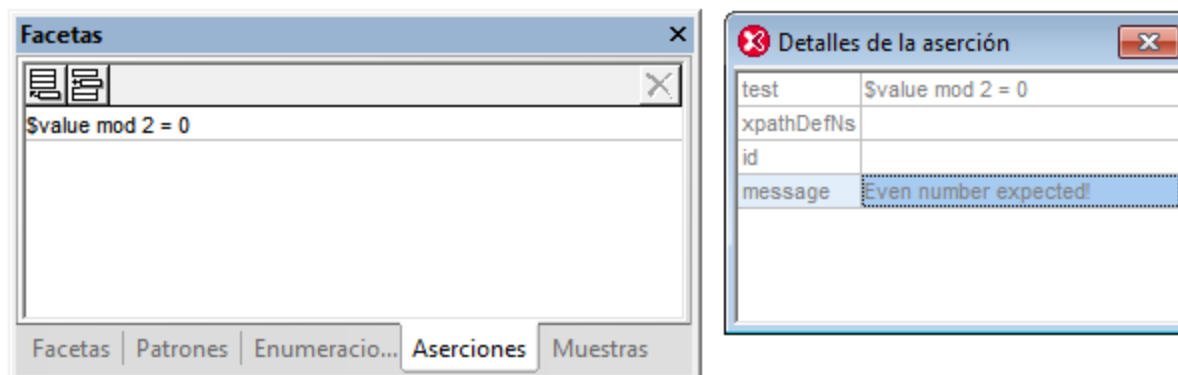 Facetas
$value mod 2 = 0
Facetas Patrones Enumeracio... Aserciones Muestras
Detalles de la aserción
test $value mod 2 = 0
xpathDefNs
id
message Even number expected!